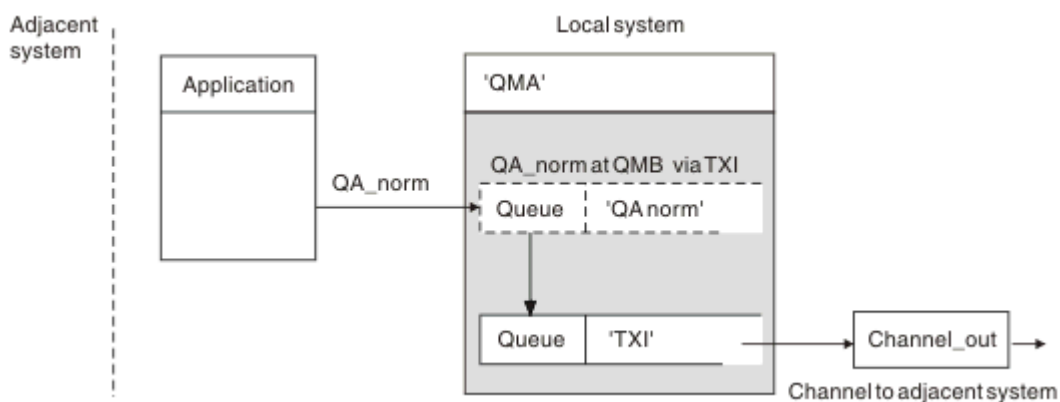 Adjacent
system
Local system
Application
'QMA'
QA_norm at QMB via TXI
QA_norm
Queue
'QA norm'
Queue
'TXI'
Channel_out
Channel to adjacent system